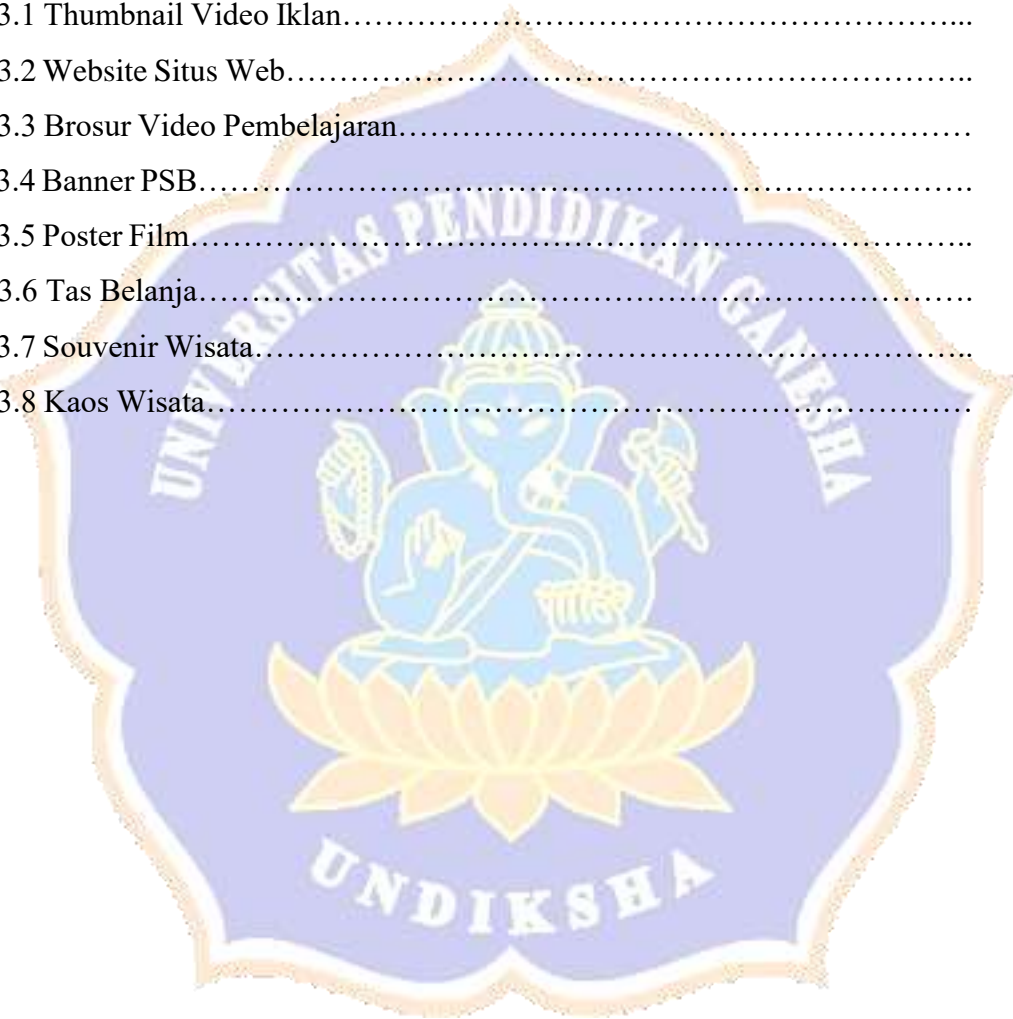 3.1 Thumbnail Video Iklan…………………………………………………………...
3.2 Website Situs Web………………………………………………………………..
3.3 Brosur Video Pembelajaran………………………………………………………
3.4 Banner PSB……………………………………………………………………….
3.5 Poster Film………………………………………………………………………..
3.6 Tas Belanja……………………………………………………………………….
3.7 Souvenir Wisata…………………………………………………………………..
3.8 Kaos Wisata……………………………………………………………………….
UNIVERSITAS PENDIDIKAN GANESHA
UNDIKSHA